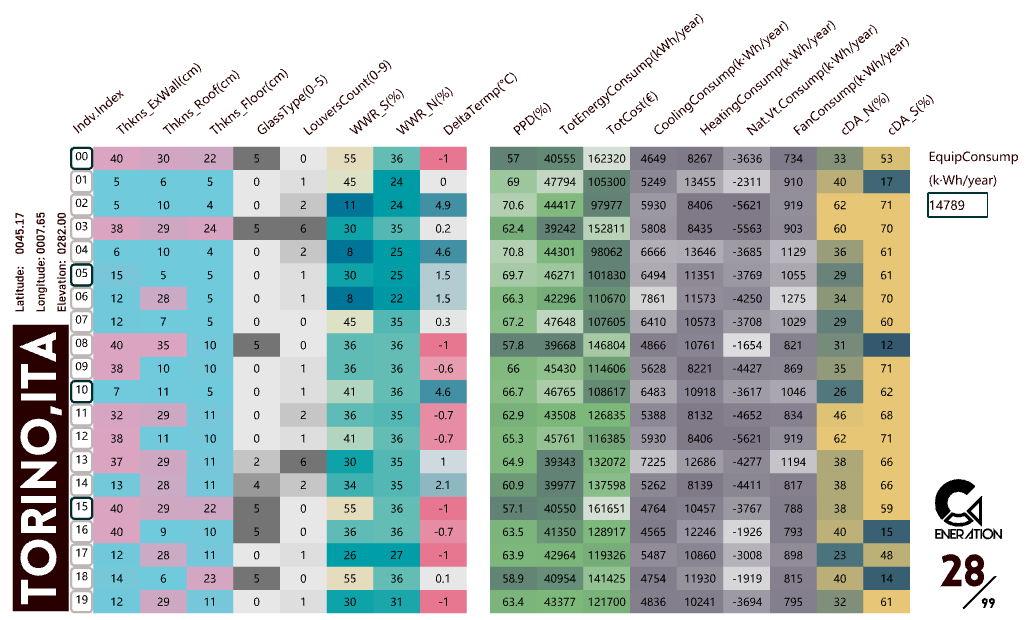 Indv.Index Thkns_ExWall(cm) Thkns_Roof(cm) Thkns_Floor(cm) GlassType(0-5) LouversCount(0-9) WWR_S(%) WWR_N(%) DeltaTermp(°C) PPD(%) TotEnergyConsump(kWh/year) TotCost(€) CoolingConsump(k·Wh/year) HeatingConsump(k·Wh/year) Nat.Vt.Consump(k·Wh/year) FanConsump(k·Wh/year) cDA_N(%) cDA_S(%)
00 40 30 22 5 0 55 36 -1 57 40555 162320 4649 8267 -3636 734 33 53
01 5 6 5 0 1 45 24 0 69 47794 105300 5249 13455 -2311 910 40 17
02 5 10 4 0 2 11 24 4.9 70.6 44417 97977 5930 8406 -5621 919 62 71
03 38 29 24 5 6 30 35 0.2 62.4 39242 152811 5808 8435 -5563 903 60 70
04 6 10 4 0 2 8 25 4.6 70.8 44301 98062 6666 13646 -3685 1129 36 61
05 15 5 5 0 1 30 25 1.5 69.7 46271 101830 6494 11351 -3769 1055 29 61
06 12 28 5 0 1 8 22 1.5 66.3 42296 110670 7861 11573 -4250 1275 34 70
07 12 7 5 0 0 45 35 0.3 67.2 47648 107605 6410 10573 -3708 1029 29 60
08 40 35 10 5 0 36 36 -1 57.8 39668 146804 4866 10761 -1654 821 31 12
09 38 10 10 0 1 36 36 -0.6 66 45430 114606 5628 8221 -4427 869 35 71
10 7 11 5 0 1 41 36 4.6 66.7 46765 108617 6483 10918 -3617 1046 26 62
11 32 29 11 0 2 36 35 -0.7 62.9 43508 126835 5388 8132 -4652 834 46 68
12 38 11 10 0 1 41 36 -0.7 65.3 45761 116385 5930 8406 -5621 919 62 71
13 37 29 11 2 6 30 35 1 64.9 39343 132072 7225 12686 -4277 1194 38 66
14 13 28 11 4 2 34 35 2.1 60.9 39977 137598 5262 8139 -4411 817 38 66
15 40 29 22 5 0 55 36 -1 57.1 40550 161651 4764 10457 -3767 788 38 59
16 40 9 10 5 0 36 36 -0.7 63.5 41350 128917 4565 12246 -1926 793 40 15
17 12 28 11 0 1 26 27 -1 63.9 42964 119326 5487 10860 -3008 898 23 48
18 14 6 23 5 0 55 36 0.1 58.9 40954 141425 4754 11930 -1919 815 40 14
19 12 29 11 0 1 30 31 -1 63.4 43377 121700 4836 10241 -3694 795 32 61
EquipConsump
(k·Wh/year)
14789
Latitude: 0045.17
Longitude: 0007.65
Elevation: 0282.00
TORINO,ITA
ENERATION
28/99